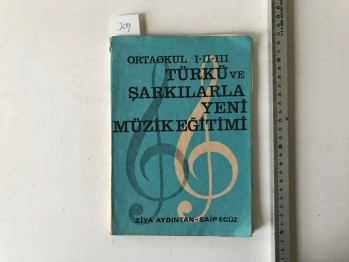 309
ORTAOKUL I-II-III
TÜRKÜ VE
ŞARKILARLA
YENİ
MÜZİK EĞİTİMİ
ZİYA AYDINTAN-SAİP EGÜZ